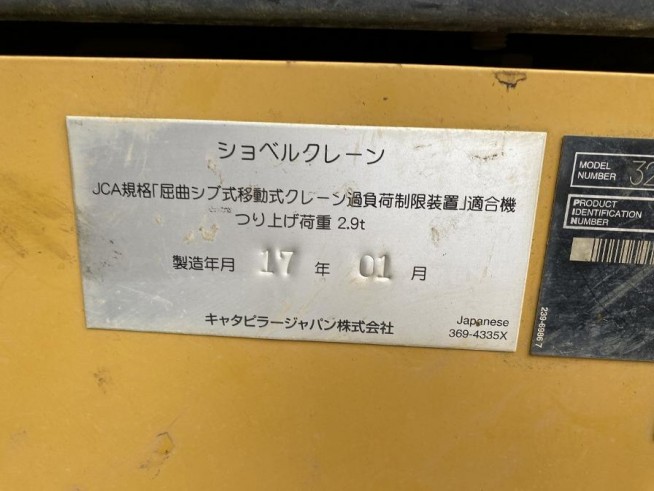 ショベルクレーン
JCA規格「屈曲ジブ式移動式クレーン過負荷制限装置」適合機
つり上げ荷重 2.9t
製造年月 17 年 01 月
キャタピラージャパン株式会社
Japanese
369-4335X
MODEL
NUMBER
PRODUCT
IDENTIFICATION
NUMBER
239-6986 7